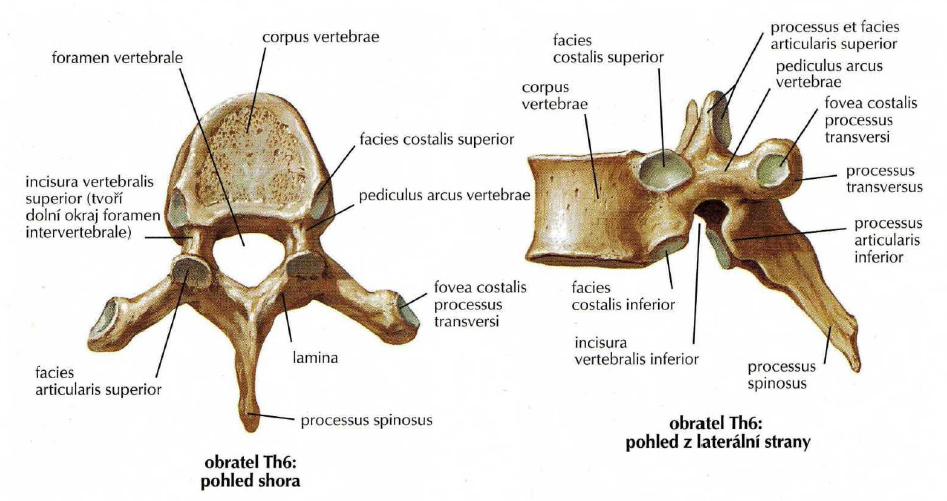 corpus vertebrae
foramen vertebrale
facies costalis superior
incisura vertebralis
superior (tvoří
dolní okraj foramen
intervertebrale)
pediculus arcus vertebrae
fovea costalis
processus
transversi
lamina
facies
articularis superior
processus spinosus
obratel Th6:
pohled shora
processus et facies
articularis superior
facies
costalis superior
pediculus arcus
vertebrae
corpus
vertebrae
fovea costalis
processus
transversi
processus
transversus
processus
articularis
inferior
facies
costalis inferior
incisura
vertebralis inferior
processus
spinosus
obratel Th6:
pohled z laterální strany